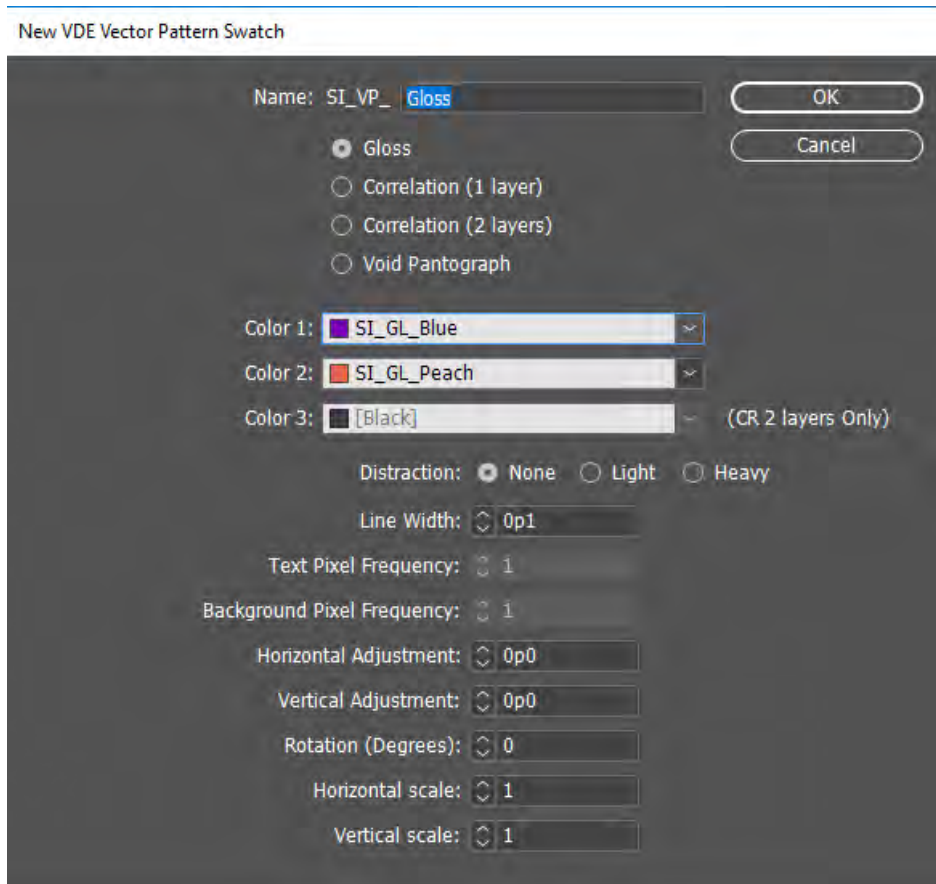 New VDE Vector Pattern Swatch
Name: SI_VP_ Gloss OK
Cancel
Gloss
Correlation (1 layer)
Correlation (2 layers)
Void Pantograph
Color 1: SI_GL_Blue
Color 2: SI_GL_Peach
Color 3: [Black] (CR 2 layers Only)
Distraction: None Light Heavy
Line Width: 0p1
Text Pixel Frequency: 1
Background Pixel Frequency: 1
Horizontal Adjustment: 0p0
Vertical Adjustment: 0p0
Rotation (Degrees): 0
Horizontal scale: 1
Vertical scale: 1